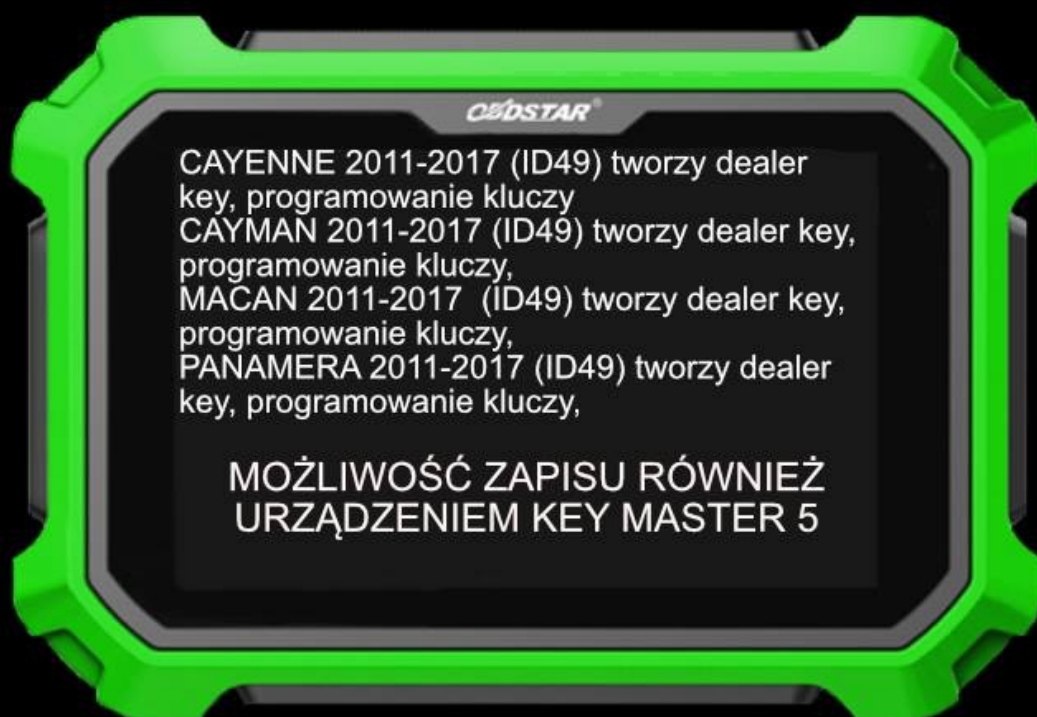 OBDSTAR®
CAYENNE 2011-2017 (ID49) tworzy dealer
key, programowanie kluczy
CAYMAN 2011-2017 (ID49) tworzy dealer key,
programowanie kluczy,
MACAN 2011-2017  (ID49) tworzy dealer key,
programowanie kluczy,
PANAMERA 2011-2017 (ID49) tworzy dealer
key, programowanie kluczy,
MOŻLIWOŚĆ ZAPISU RÓWNIEŻ
URZĄDZENIEM KEY MASTER 5